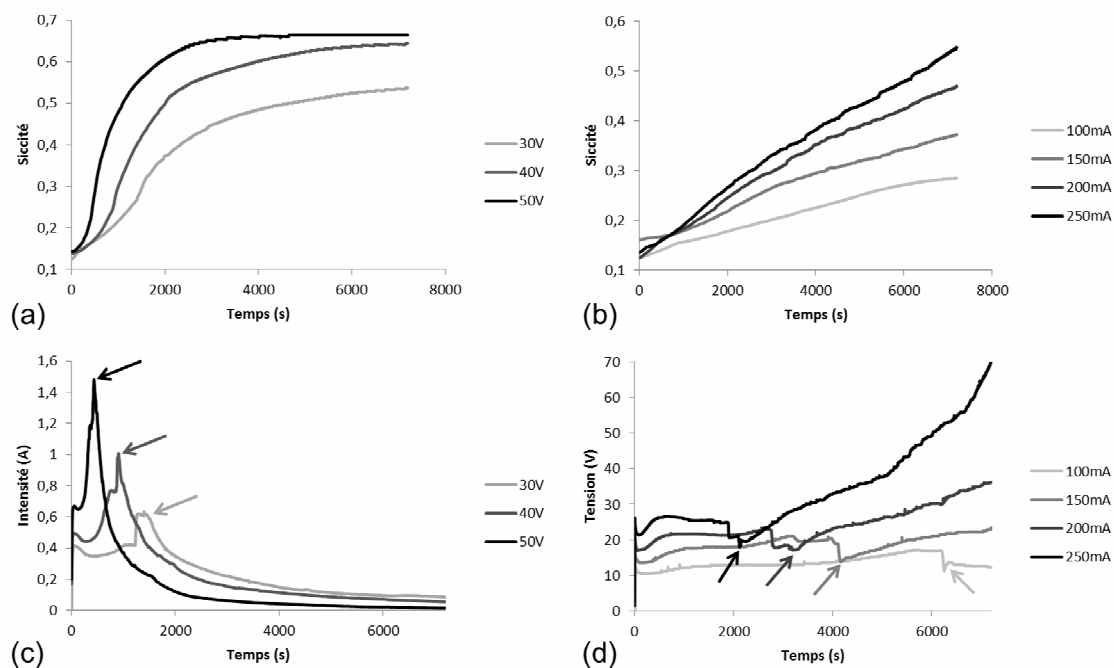 0,7
0,6
0,5
0,4
0,3
0,2
0,1
Siccité
0 2000 4000 6000 8000
Temps (s)
30V
40V
50V
(a)
0,6
0,5
0,4
0,3
0,2
0,1
Siccité
0 2000 4000 6000 8000
Temps (s)
100mA
150mA
200mA
250mA
(b)
1,6
1,4
1,2
1
0,8
0,6
0,4
0,2
0
Intensité (A)
0 2000 4000 6000
Temps (s)
30V
40V
50V
(c)
70
60
50
40
30
20
10
0
Tension (V)
0 2000 4000 6000
Temps (s)
100mA
150mA
200mA
250mA
(d)